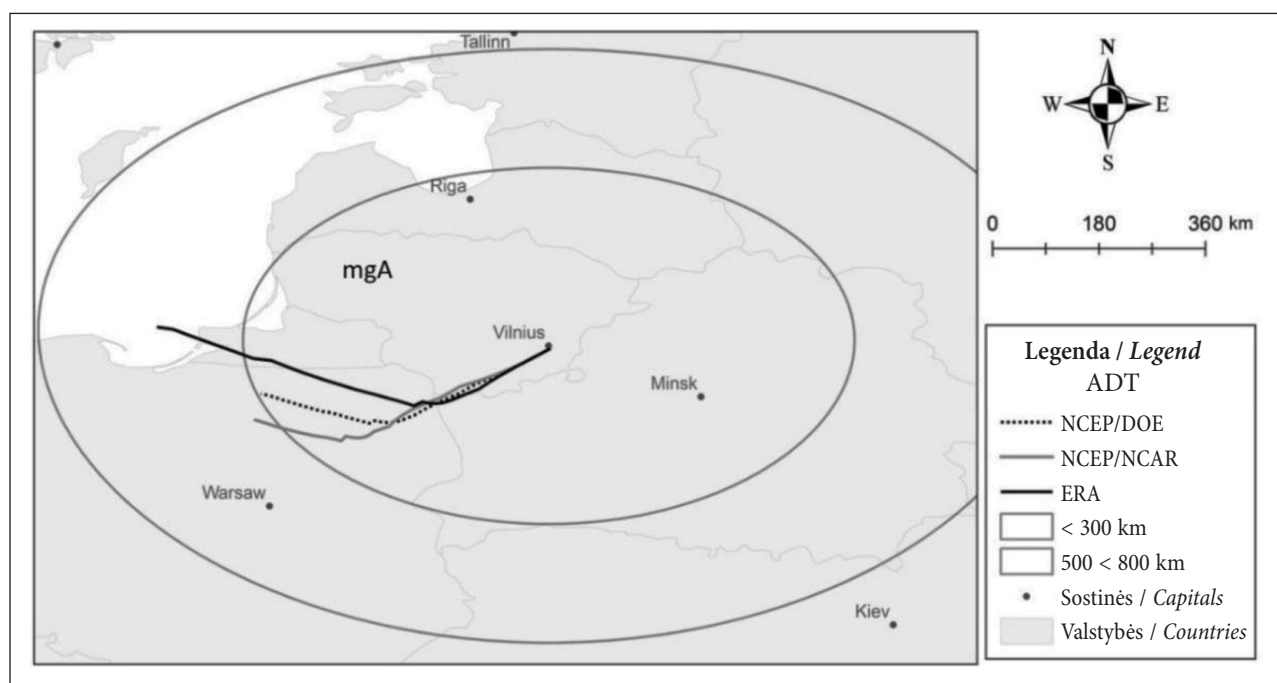 Tallinn
Riga
mgA
Vilnius
Minsk
Warsaw
Kiev
N
W E
S
0 180 360 km
Legenda / Legend
ADT
NCEP/DOE
NCEP/NCAR
ERA
< 300 km
500 < 800 km
Sostinės / Capitals
Valstybės / Countries